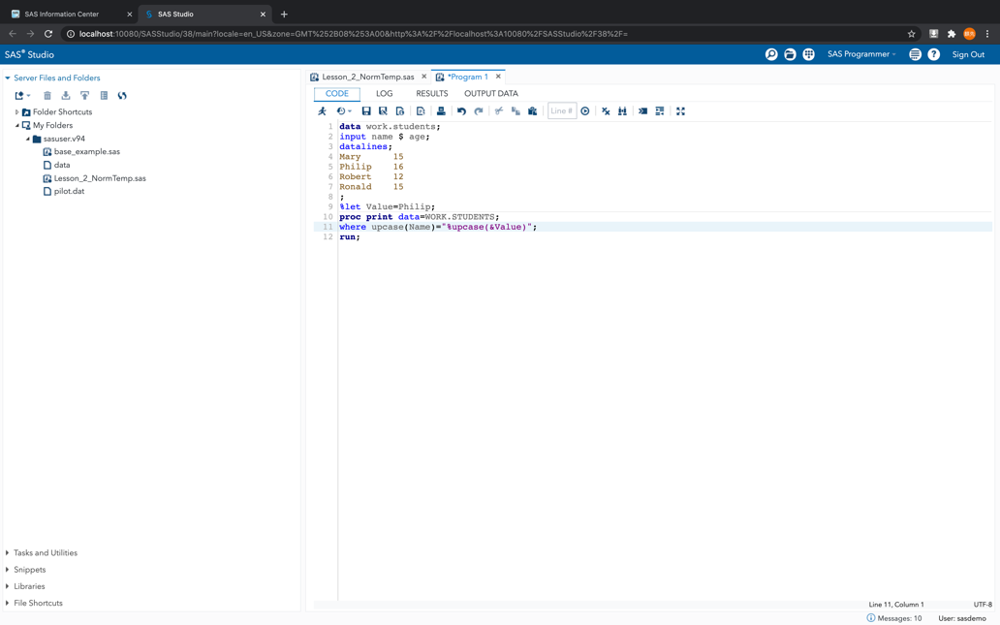 SAS Information Center
SAS Studio
localhost:10080/SASStudio/38/main?locale=en_US&zone=GMT%252B08%253A00&http%3A%2F%2Flocalhost%3A10080%2FSASStudio%2F38%2F=
SAS® Studio
SAS Programmer
Sign Out
Server Files and Folders
Folder Shortcuts
My Folders
sasuser.v94
base_example.sas
data
Lesson_2_NormTemp.sas
pilot.dat
Tasks and Utilities
Snippets
Libraries
File Shortcuts
Lesson_2_NormTemp.sas
*Program 1
CODE LOG RESULTS OUTPUT DATA
Line #
1 data work.students;
2 input name $ age;
3 datalines;
4 Mary 15
5 Philip 16
6 Robert 12
7 Ronald 15
8 ;
9 %let Value=Philip;
10 proc print data=WORK.STUDENTS;
11 where upcase(Name)="%upcase(&Value)";
12 run;
Line 11, Column 1 UTF-8
Messages: 10 User: sasdemo